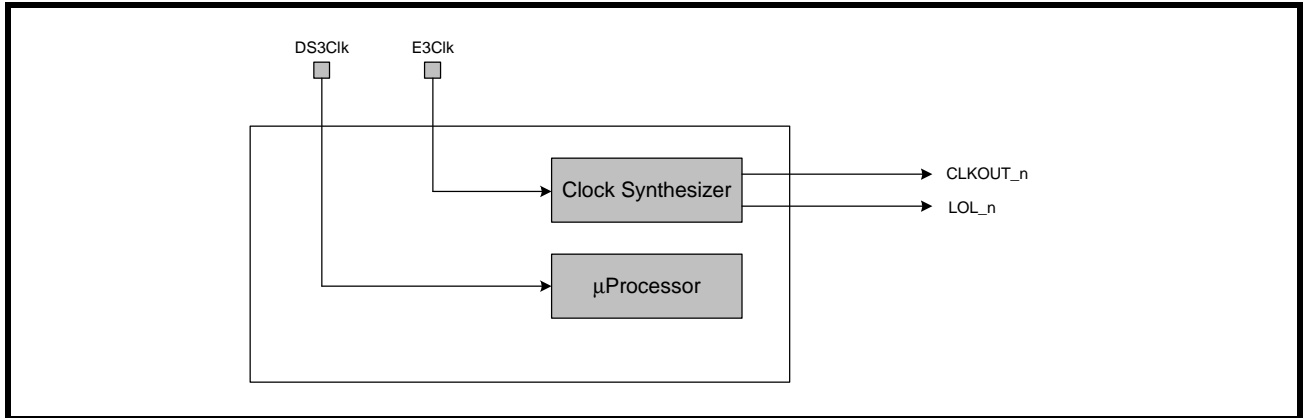 DS3Clk E3Clk
Clock Synthesizer
CLKOUT_n
LOL_n
μProcessor